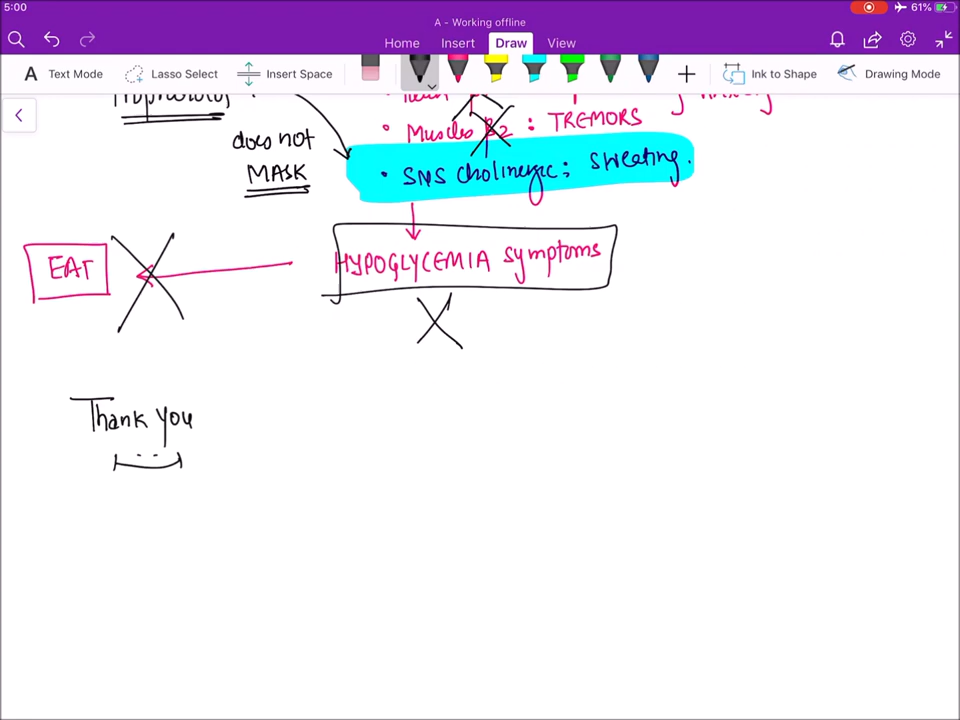 5:00
61%
A - Working offline
Home Insert Draw View
A Text Mode Lasso Select Insert Space Ink to Shape Drawing Mode
does not
MASK
• Muscles β2 : TREMORS
• SNS cholinergic; sweating.
HYPOGLYCEMIA symptoms
EAT
Thank you